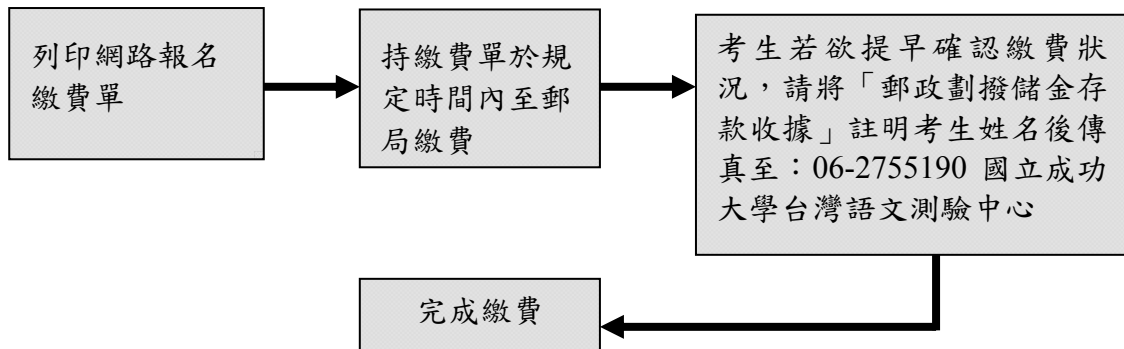 列印網路報名
繳費單
持繳費單於規
定時間內至郵
局繳費
考生若欲提早確認繳費狀
況，請將「郵政劃撥儲金存
款收據」註明考生姓名後傳
真至：06-2755190 國立成功
大學台灣語文測驗中心
完成繳費